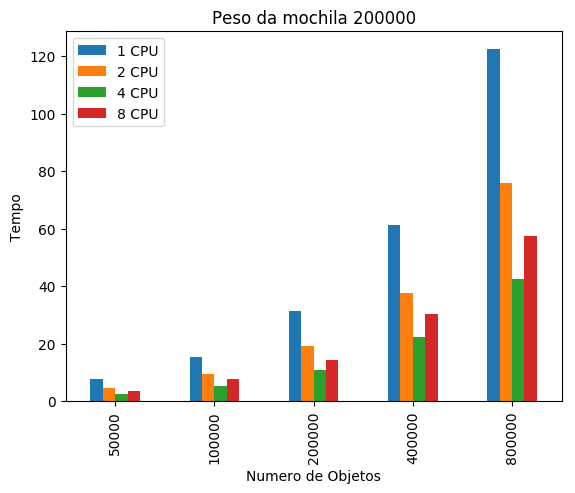 Peso da mochila 200000
1 CPU
2 CPU
4 CPU
8 CPU
Tempo
120
100
80
60
40
20
0
50000
100000
200000
400000
800000
Numero de Objetos